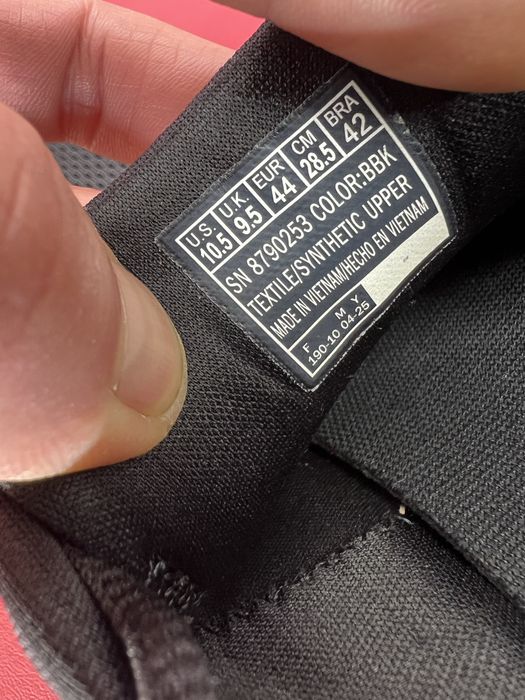 U.S. U.K. EUR CM BRA
10.5 9.5 44 28.5 42
SN 8790253 COLOR:BBK
TEXTILE/SYNTHETIC UPPER
MADE IN VIETNAM/HECHO EN VIETNAM
F M Y
190-10 04-25